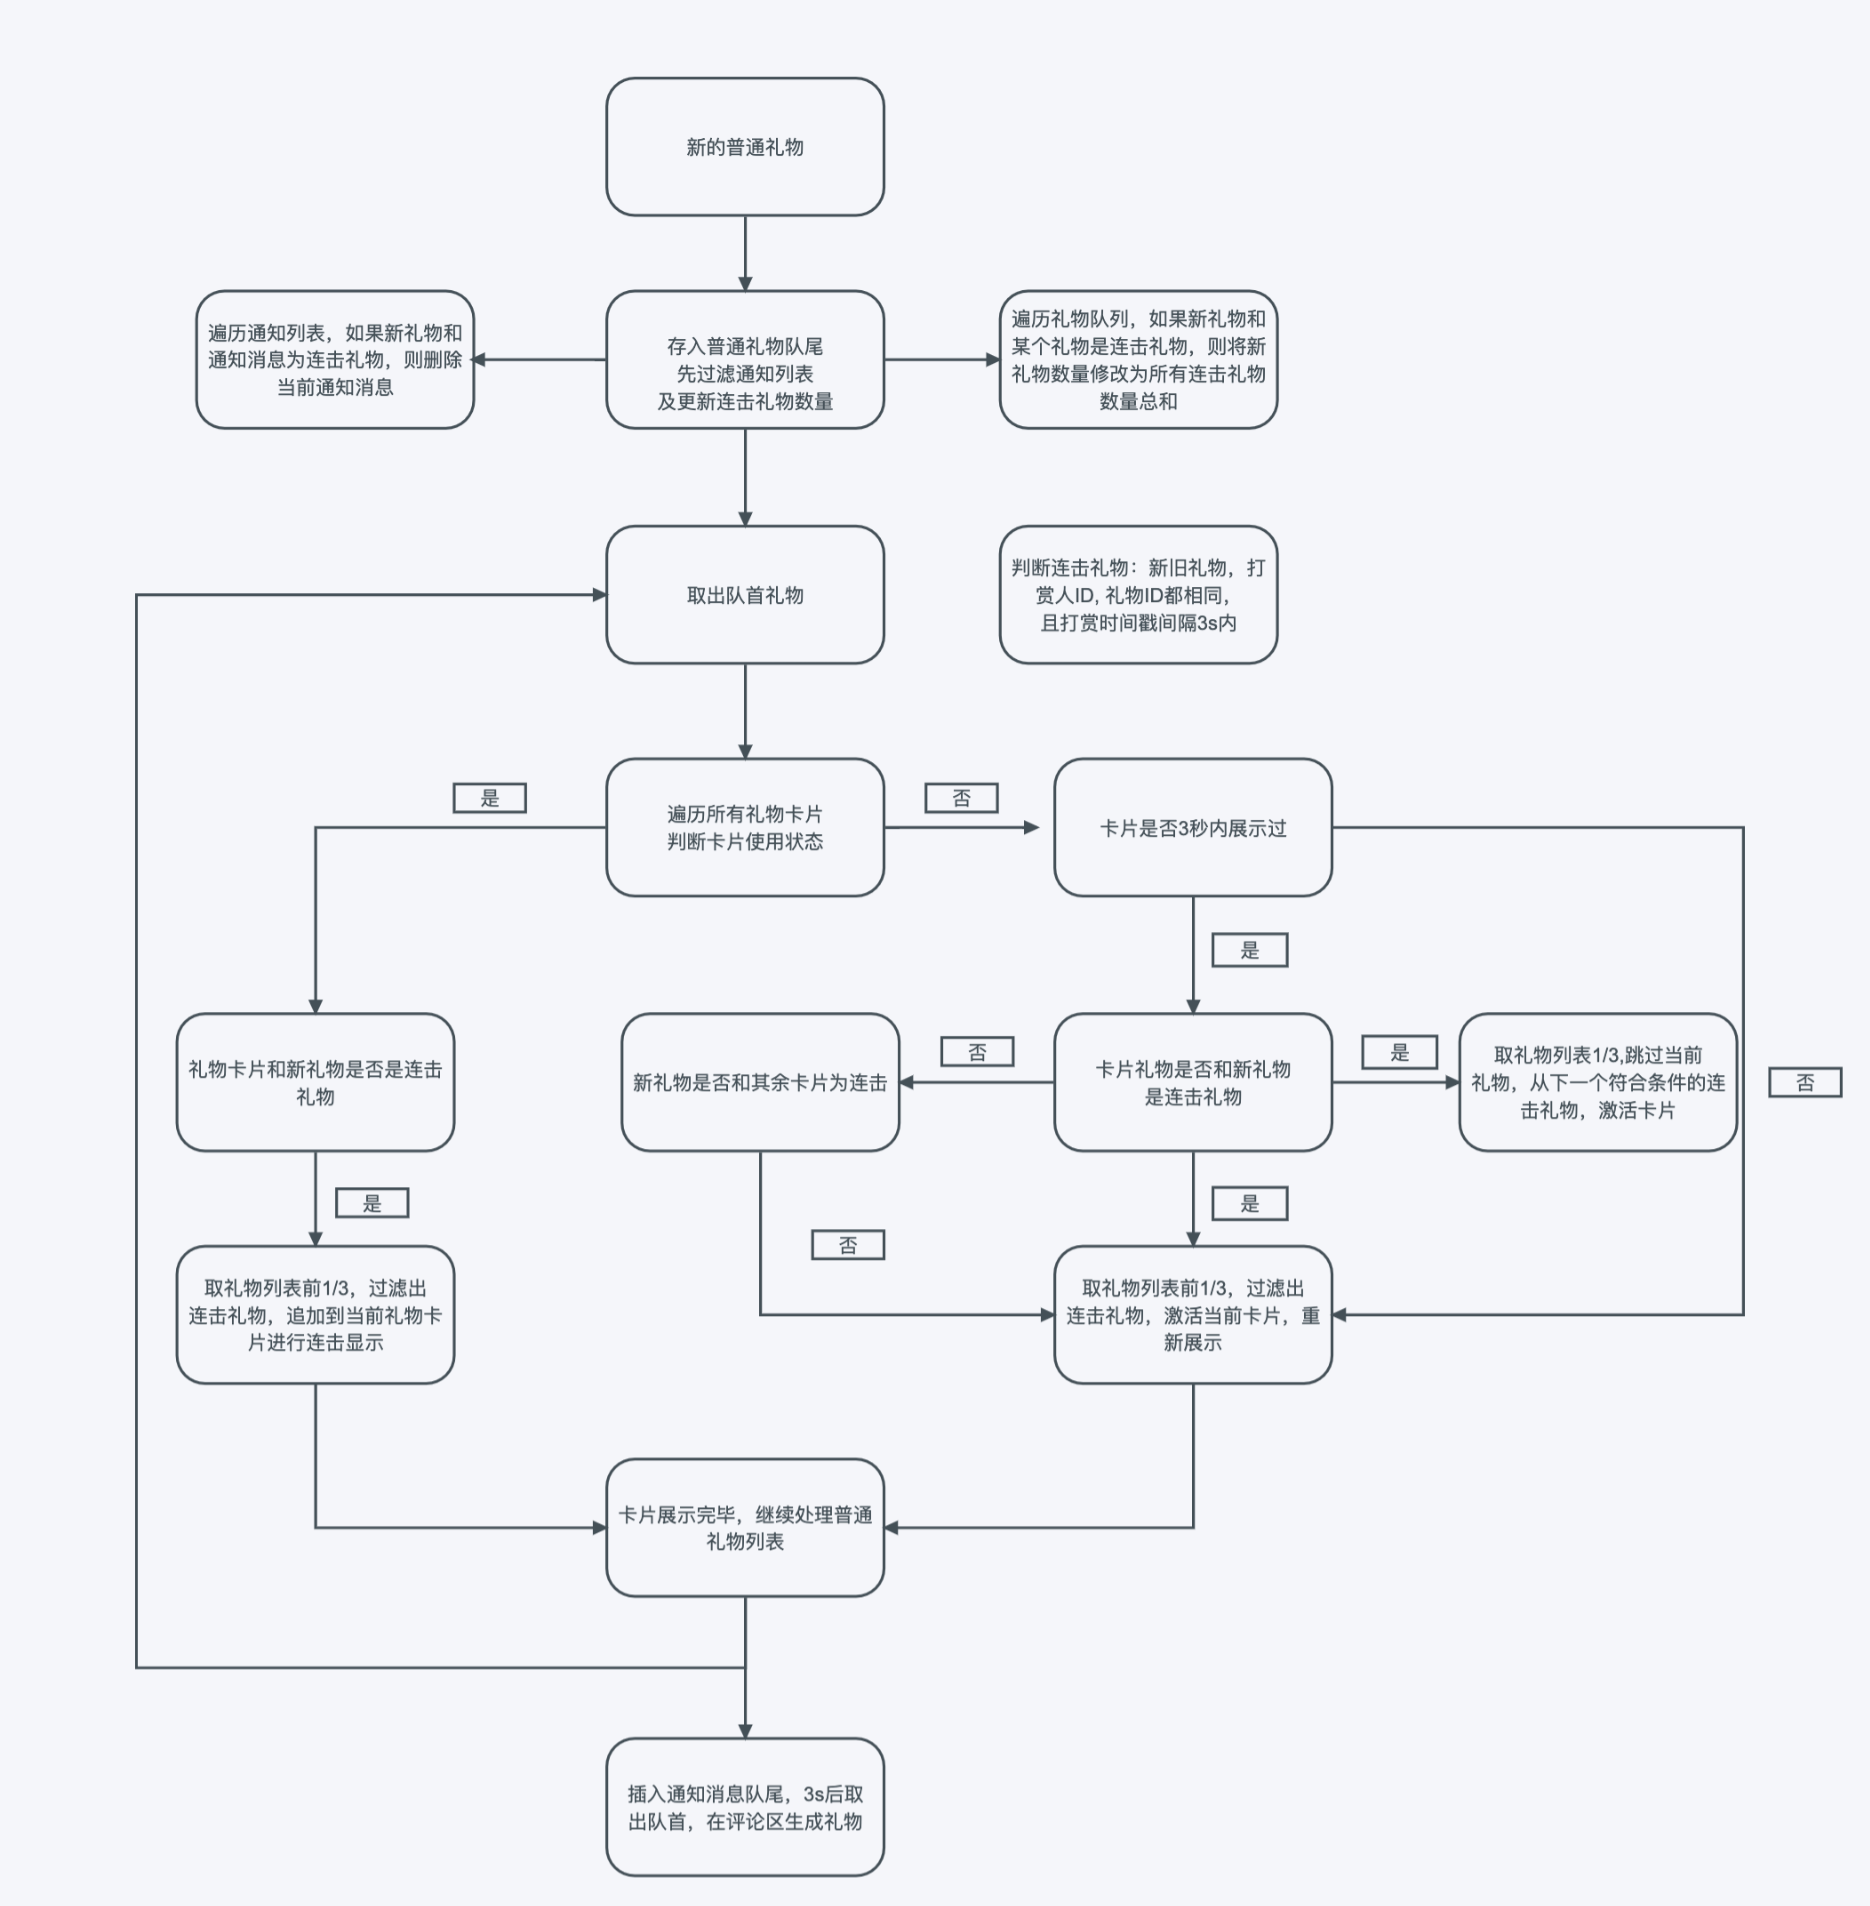 新的普通礼物
遍历通知列表，如果新礼物和
通知消息为连击礼物，则删除
当前通知消息
存入普通礼物队尾
先过滤通知列表
及更新连击礼物数量
遍历礼物队列，如果新礼物和
某个礼物是连击礼物，则将新
礼物数量修改为所有连击礼物
数量总和
取出队首礼物
判断连击礼物：新旧礼物，打
赏人ID, 礼物ID都相同，
且打赏时间戳间隔3s内
是
遍历所有礼物卡片
判断卡片使用状态
否
卡片是否3秒内展示过
是
礼物卡片和新礼物是否是连击
礼物
新礼物是否和其余卡片为连击
否
卡片礼物是否和新礼物
是连击礼物
是
取礼物列表1/3,跳过当前
礼物，从下一个符合条件的连
击礼物，激活卡片
否
是
否
是
取礼物列表前1/3，过滤出
连击礼物，追加到当前礼物卡
片进行连击显示
取礼物列表前1/3，过滤出
连击礼物，激活当前卡片，重
新展示
卡片展示完毕，继续处理普通
礼物列表
插入通知消息队尾，3s后取
出队首，在评论区生成礼物